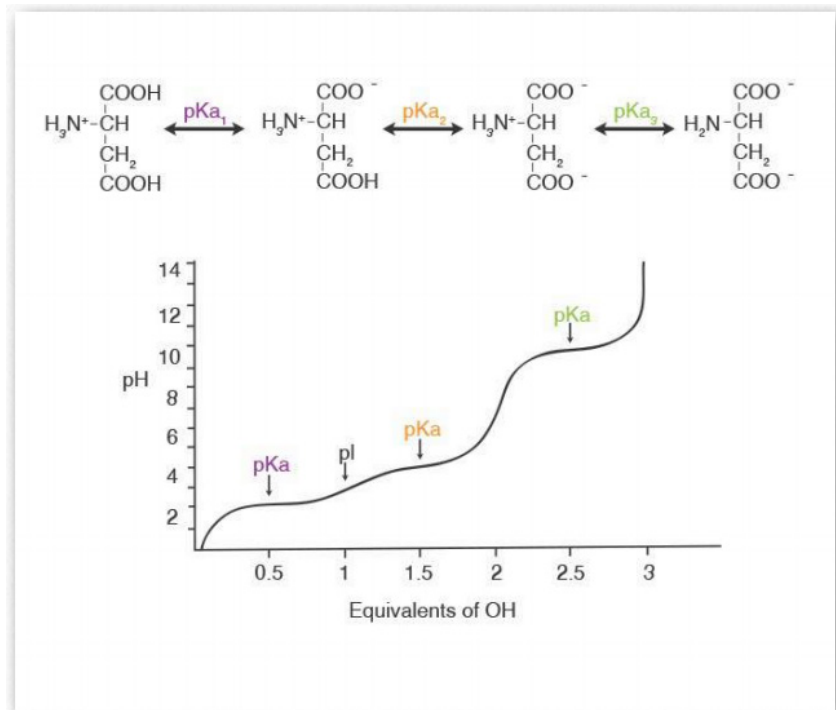 COOH COO - COO - COO -
pKa1 pKa2 pKa3
H3N+-CH H3N+-CH H3N+-CH H2N-CH
CH2 CH2 CH2 CH2
COOH COOH COO - COO -
14
12
10
8
6
4
2
pH
pKa
pI
pKa
pKa
0.5 1 1.5 2 2.5 3
Equivalents of OH